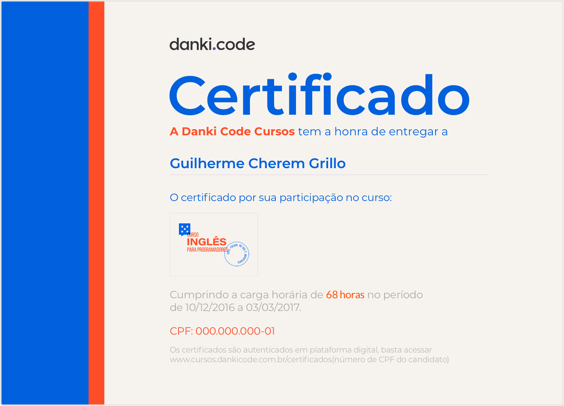 danki.code
Certificado
A Danki Code Cursos tem a honra de entregar a
Guilherme Cherem Grillo
O certificado por sua participação no curso:
CURSO
INGLÊS
PARA PROGRAMADORES
Cumprindo a carga horária de 68 horas no período
de 10/12/2016 a 03/03/2017.
CPF: 000.000.000-01
Os certificados são autenticados em plataforma digital, basta acessar
www.cursos.dankicode.com.br/certificados(número de CPF do candidato)